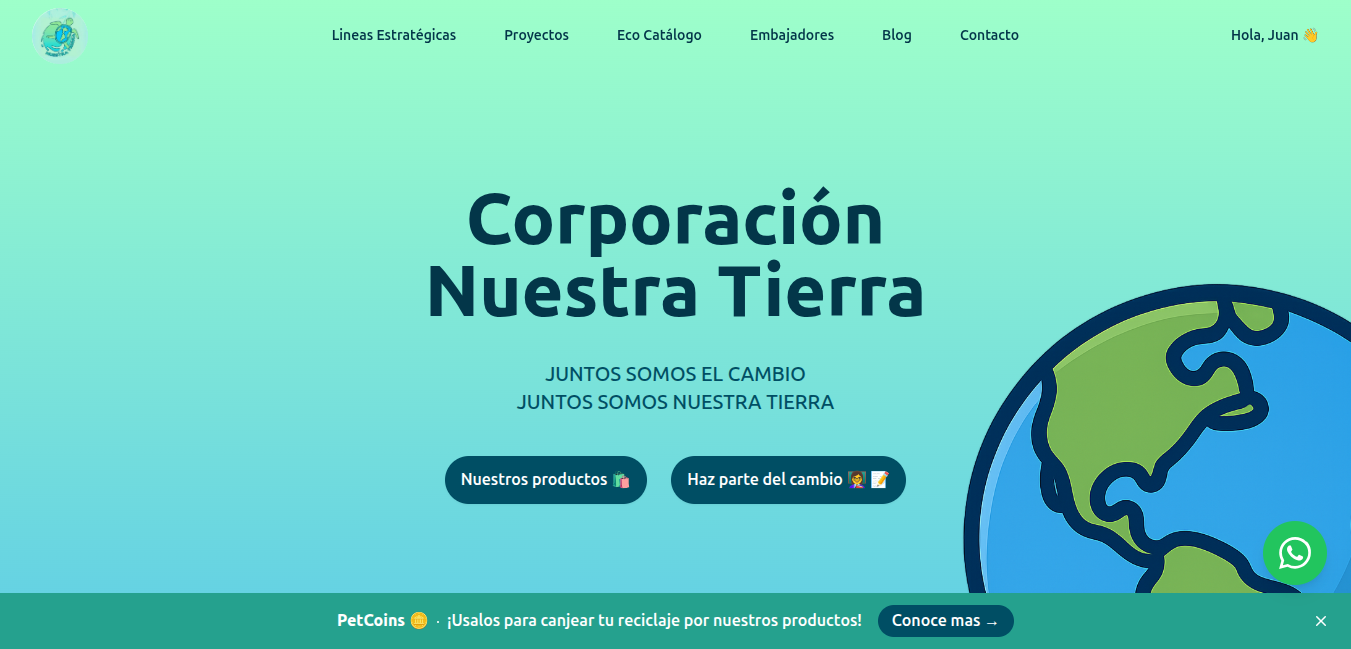 Lineas Estratégicas
Proyectos
Eco Catálogo
Embajadores
Blog
Contacto
Hola, Juan 👋
Corporación
Nuestra Tierra
JUNTOS SOMOS EL CAMBIO
JUNTOS SOMOS NUESTRA TIERRA
Nuestros productos 🛍️
Haz parte del cambio 👩‍🏫 📝
PetCoins 🪙 · ¡Usalos para canjear tu reciclaje por nuestros productos!
Conoce mas →